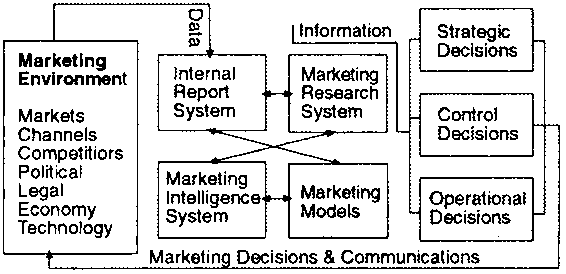 Marketing
Environment
Markets
Channels
Competitiors
Political
Legal
Economy
Technology
Data
Internal
Report
System
Marketing
Research
System
Marketing
Intelligence
System
Marketing
Models
Information
Strategic
Decisions
Control
Decisions
Operational
Decisions
Marketing Decisions & Communications